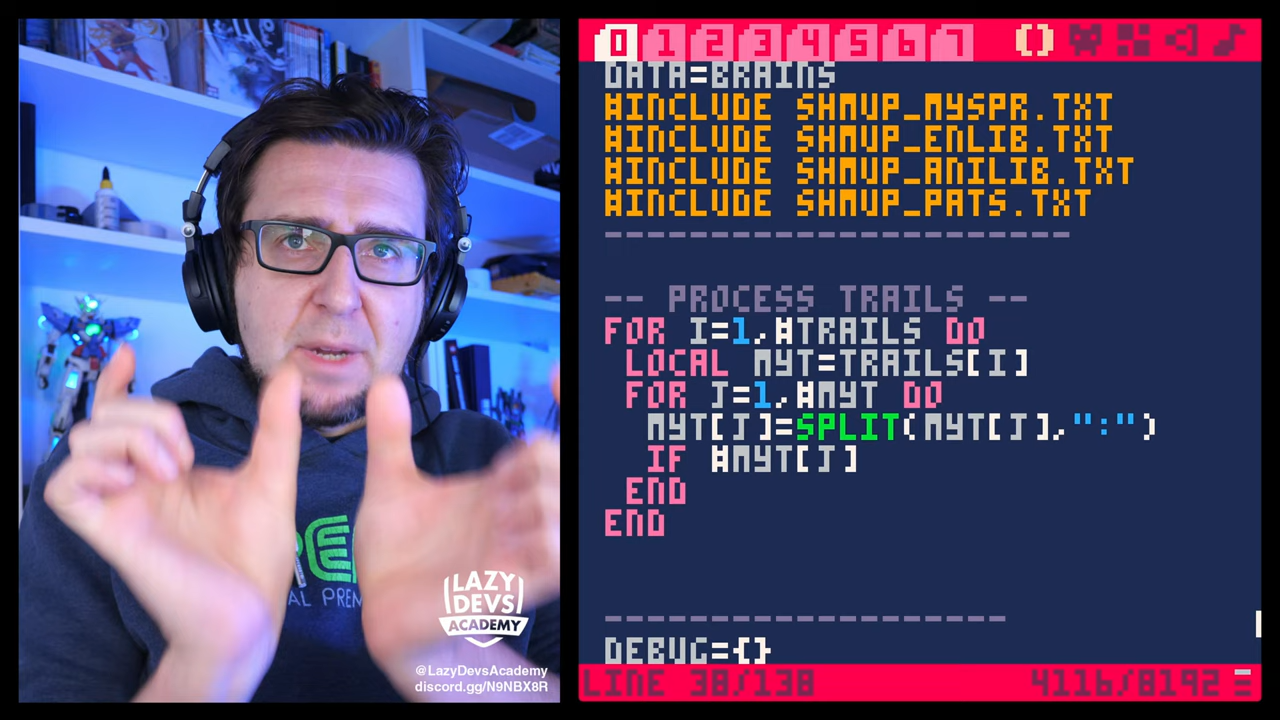 0 1 2 3 4 5 6 7
DATA=BRAINS
#INCLUDE SHMUP_MYSPR.TXT
#INCLUDE SHMUP_ENLIB.TXT
#INCLUDE SHMUP_ANILIB.TXT
#INCLUDE SHMUP_PATS.TXT
----------------------
-- PROCESS TRAILS --
FOR I=1,#TRAILS DO
LOCAL MYT=TRAILS[I]
FOR J=1,#MYT DO
MYT[J]=SPLIT(MYT[J],":")
IF #MYT[J]
END
END
-------------------
DEBUG={}
LINE 38/138 4116/8192
LAZY
DEVS
ACADEMY
@LazyDevsAcademy
discord.gg/N9NBX8R